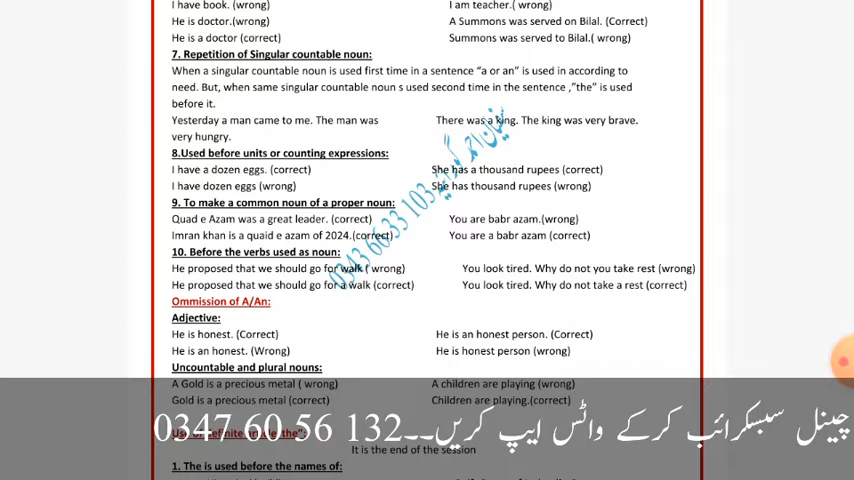 I have book. (wrong) I am teacher.( wrong)
He is doctor.(wrong) A Summons was served on Bilal. (Correct)
He is a doctor (correct) Summons was served to Bilal.( wrong)
7. Repetition of Singular countable noun:
When a singular countable noun is used first time in a sentence "a or an" is used in according to
need. But, when same singular countable noun s used second time in the sentence ,"the" is used
before it.
Yesterday a man came to me. The man was There was a king. The king was very brave.
very hungry.
8.Used before units or counting expressions:
I have a dozen eggs. (correct) She has a thousand rupees (correct)
I have dozen eggs (wrong) She has thousand rupees (wrong)
9. To make a common noun of a proper noun:
Quad e Azam was a great leader. (correct) You are babr azam.(wrong)
Imran khan is a quaid e azam of 2024.(correct) You are a babr azam (correct)
10. Before the verbs used as noun:
He proposed that we should go for walk ( wrong) You look tired. Why do not you take rest (wrong)
He proposed that we should go for a walk (correct) You look tired. Why do not take a rest (correct)
Ommission of A/An:
Adjective:
He is honest. (Correct) He is an honest person. (Correct)
He is an honest. (Wrong) He is honest person (wrong)
Uncountable and plural nouns:
A Gold is a precious metal ( wrong) A children are playing (wrong)
Gold is a precious metal (correct) Children are playing.(correct)
چینل سبسکرائب کرکے واٹس ایپ کریں۔۔0347 60 56 132
It is the end of the session
1. The is used before the names of:
0343 6633 103